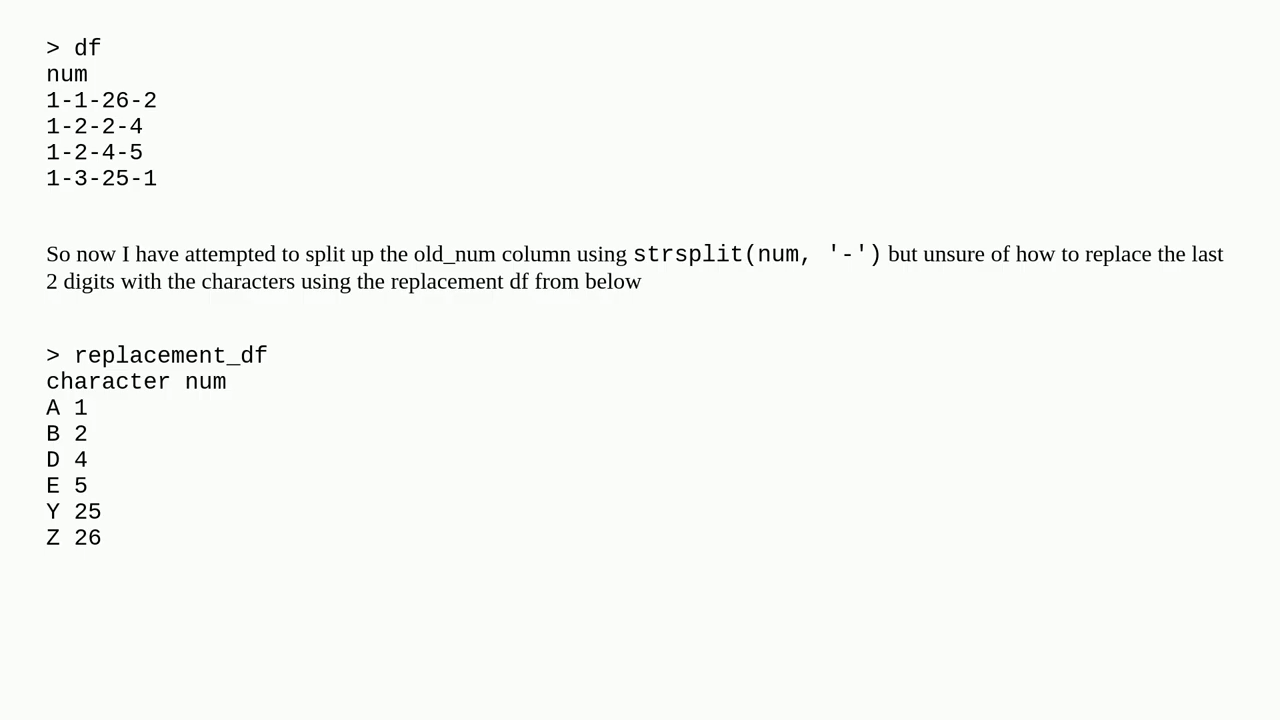 > df
num
1-1-26-2
1-2-2-4
1-2-4-5
1-3-25-1
So now I have attempted to split up the old_num column using strsplit(num, '-') but unsure of how to replace the last
2 digits with the characters using the replacement df from below
> replacement_df
character num
A 1
B 2
D 4
E 5
Y 25
Z 26